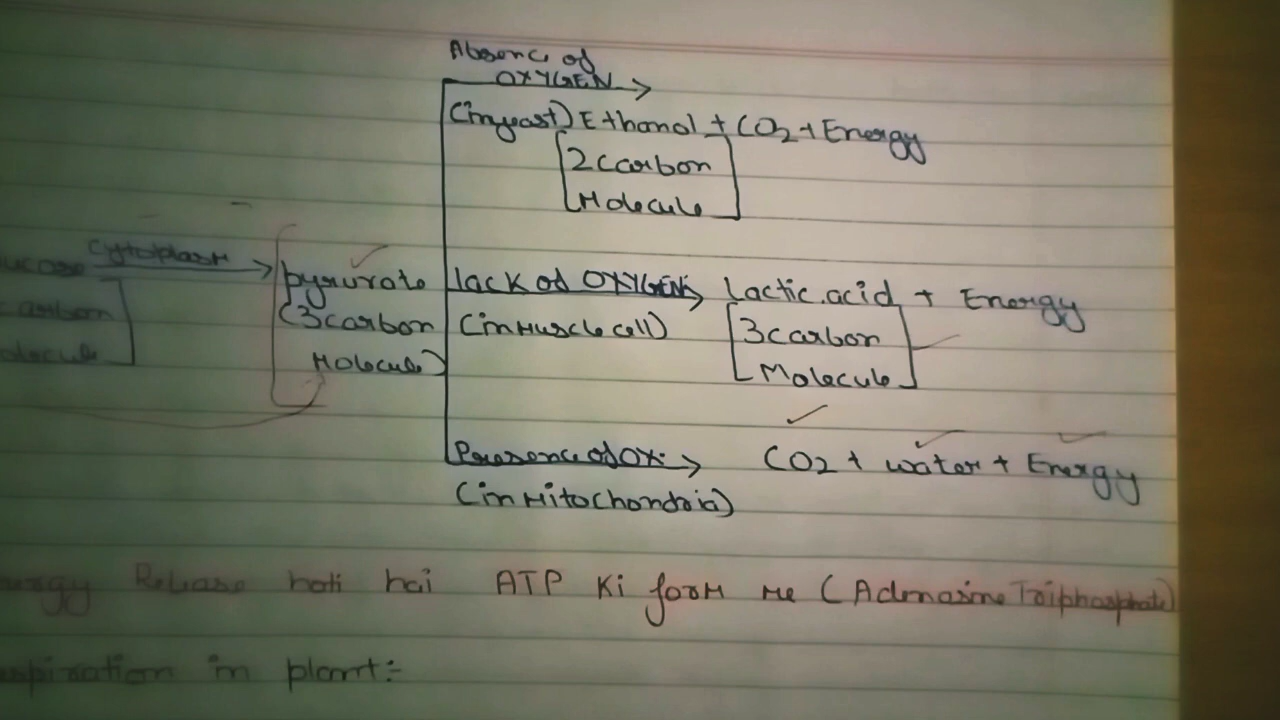 Absence of
OXYGEN
(in yeast) Ethanol + CO2 + Energy
[2 carbon
Molecule]
Cytoplasm
pyruvate
(3 carbon
Molecule)
lack of OXYGEN
(in Muscle cell)
Lactic acid + Energy
[3 carbon
Molecule]
Presence of OX.
(in Mitochondria)
CO2 + water + Energy
Release hoti hai ATP Ki form me (Adenosine Triphosphate)
in plant:-